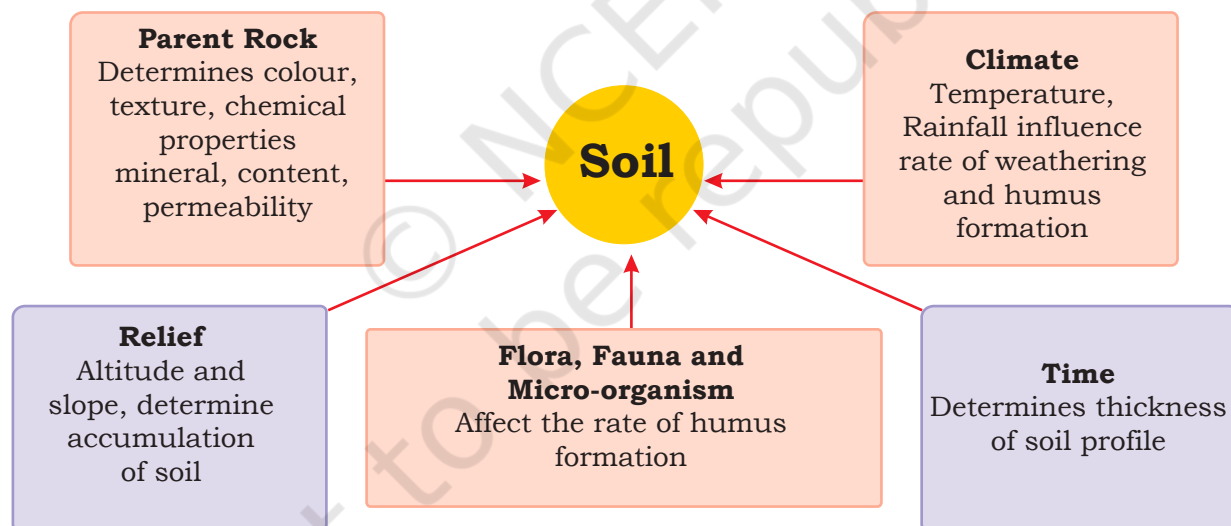 Parent Rock
Determines colour,
texture, chemical
properties
mineral, content,
permeability
Soil
Climate
Temperature,
Rainfall influence
rate of weathering
and humus
formation
Relief
Altitude and
slope, determine
accumulation
of soil
Flora, Fauna and
Micro-organism
Affect the rate of humus
formation
Time
Determines thickness
of soil profile
©
to be